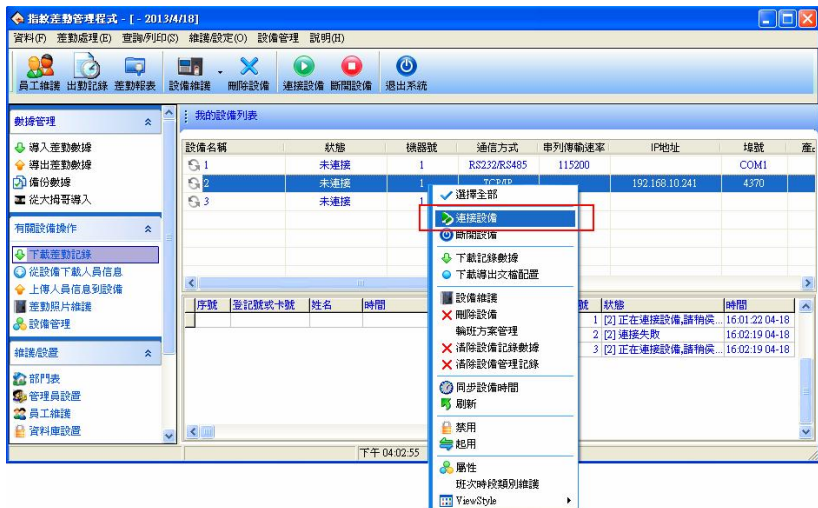 指紋差勤管理程式 - [ - 2013/4/18]
資料(F) 差勤處理(E) 查詢/列印(S) 維護/設定(O) 設備管理 說明(H)
員工維護 出勤記錄 差勤報表 設備維護 刪除設備 連接設備 斷開設備 退出系統
數據管理
導入差勤數據
導出差勤數據
備份數據
從大拇哥導入
有關設備操作
下載差勤記錄
從設備下載人員信息
上傳人員信息到設備
差勤照片維護
設備管理
維護/設置
部門表
管理員設置
員工維護
資料庫設置
我的設備列表
設備名稱 狀態 機器號 通信方式 串列傳輸速率 IP地址 埠號
1 未連接 1 RS232/RS485 115200 COM1
2 未連接 1 TCP/IP 192.168.10.241 4370
3 未連接 1
選擇全部
連接設備
斷開設備
下載記錄數據
下載導出文檔配置
設備維護
刪除設備
輪班方案管理
清除設備記錄數據
清除設備管理記錄
同步設備時間
刷新
禁用
起用
屬性
班次時段類別維護
ViewStyle
序號 登記號或卡號 姓名 時間
號 狀態 時間
1 [2] 正在連接設備,請稍侯... 16:01:22 04-18
2 [2] 連接失敗 16:02:19 04-18
3 [2] 正在連接設備,請稍侯... 16:02:19 04-18
下午 04:02:55